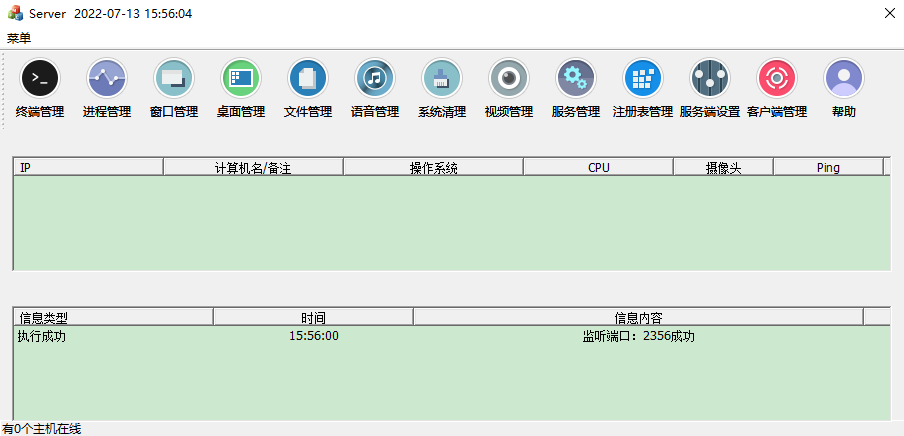 Server 2022-07-13 15:56:04
菜单
终端管理 进程管理 窗口管理 桌面管理 文件管理 语音管理 系统清理 视频管理 服务管理 注册表管理 服务端设置 客户端管理 帮助
IP 计算机名/备注 操作系统 CPU 摄像头 Ping
信息类型 时间 信息内容
执行成功 15:56:00 监听端口：2356成功
有0个主机在线